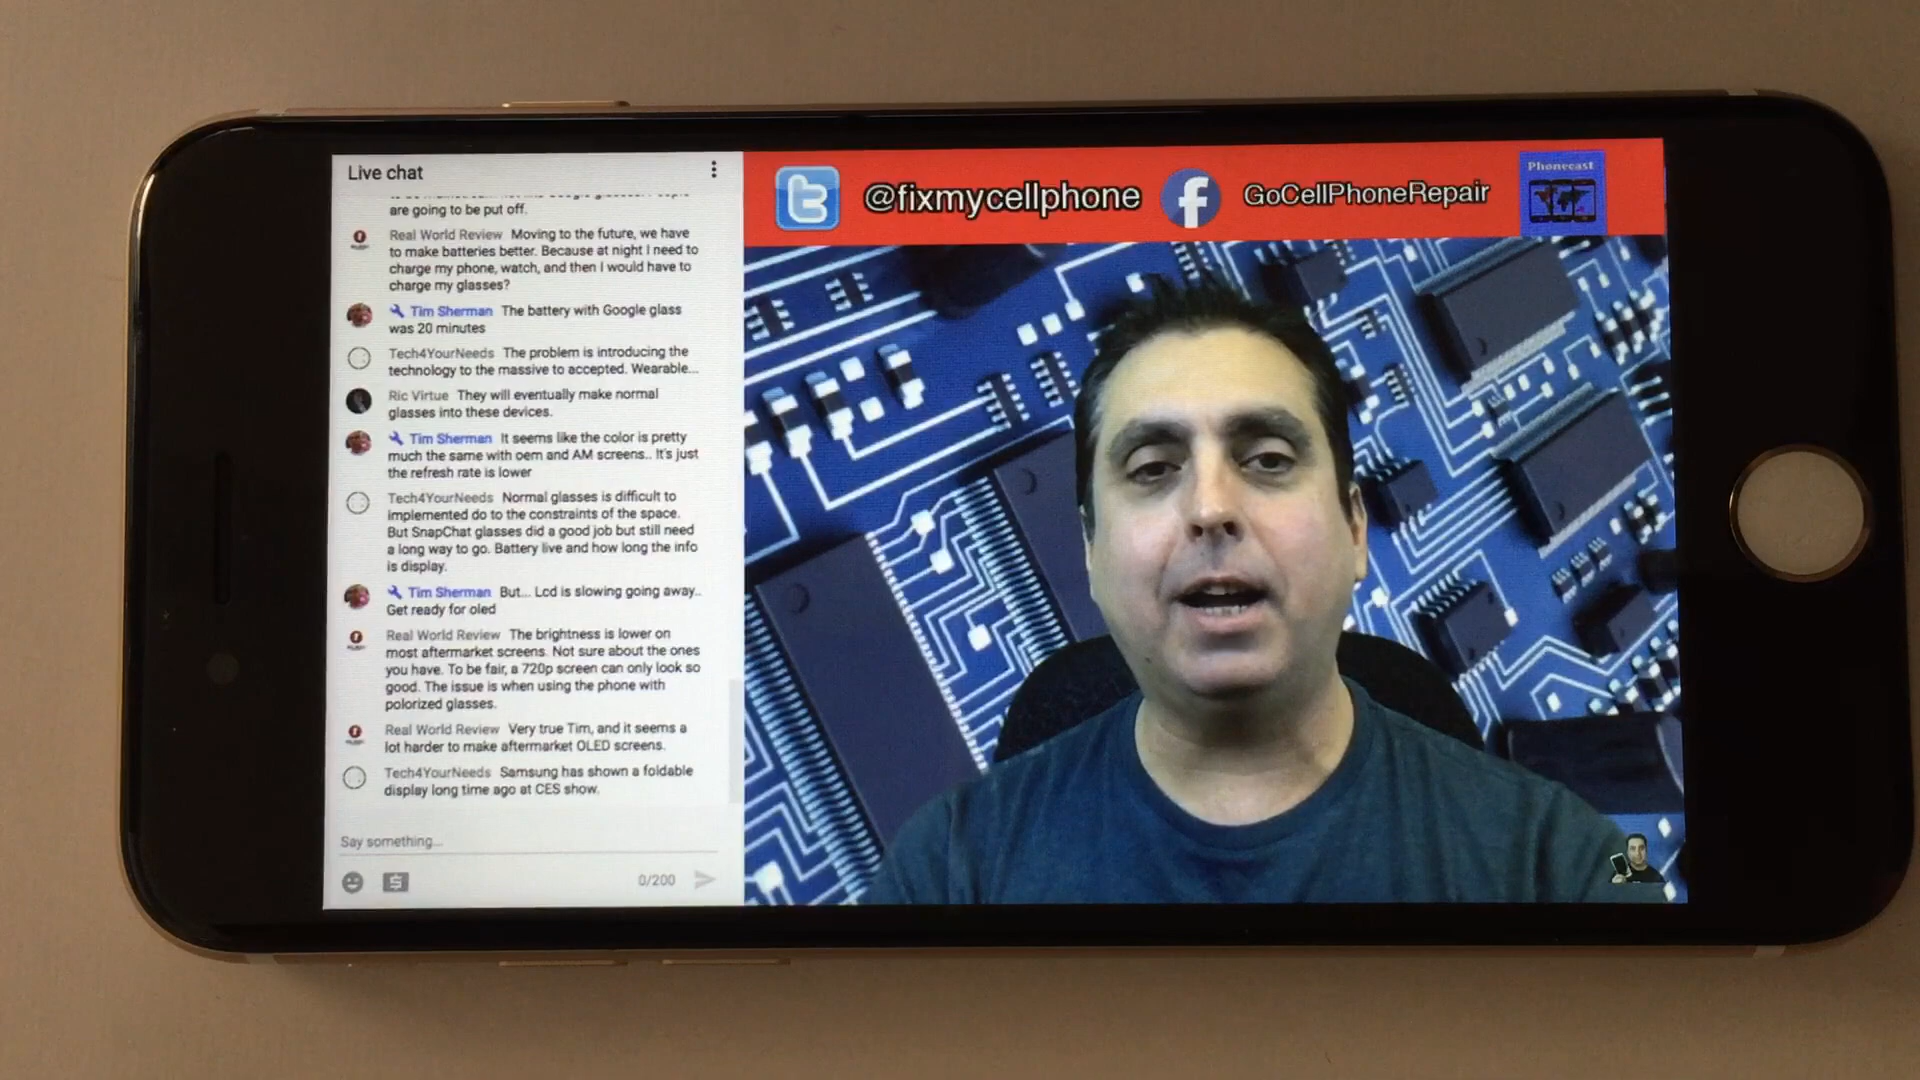 Live chat
are going to be put off.
Real World Review Moving to the future, we have
to make batteries better. Because at night I need to
charge my phone, watch, and then I would have to
charge my glasses?
Tim Sherman The battery with Google glass
was 20 minutes
Tech4YourNeeds The problem is introducing the
technology to the massive to accepted. Wearable...
Ric Virtue They will eventually make normal
glasses into these devices.
Tim Sherman It seems like the color is pretty
much the same with oem and AM screens.. It's just
the refresh rate is lower
Tech4YourNeeds Normal glasses is difficult to
implemented do to the constraints of the space.
But SnapChat glasses did a good job but still need
a long way to go. Battery live and how long the info
is display.
Tim Sherman But... Lcd is slowing going away..
Get ready for oled
Real World Review The brightness is lower on
most aftermarket screens. Not sure about the ones
you have. To be fair, a 720p screen can only look so
good. The issue is when using the phone with
polorized glasses.
Real World Review Very true Tim, and it seems a
lot harder to make aftermarket OLED screens.
Tech4YourNeeds Samsung has shown a foldable
display long time ago at CES show.
Say something...
0/200
@fixmycellphone
GoCellPhoneRepair
Phonecast